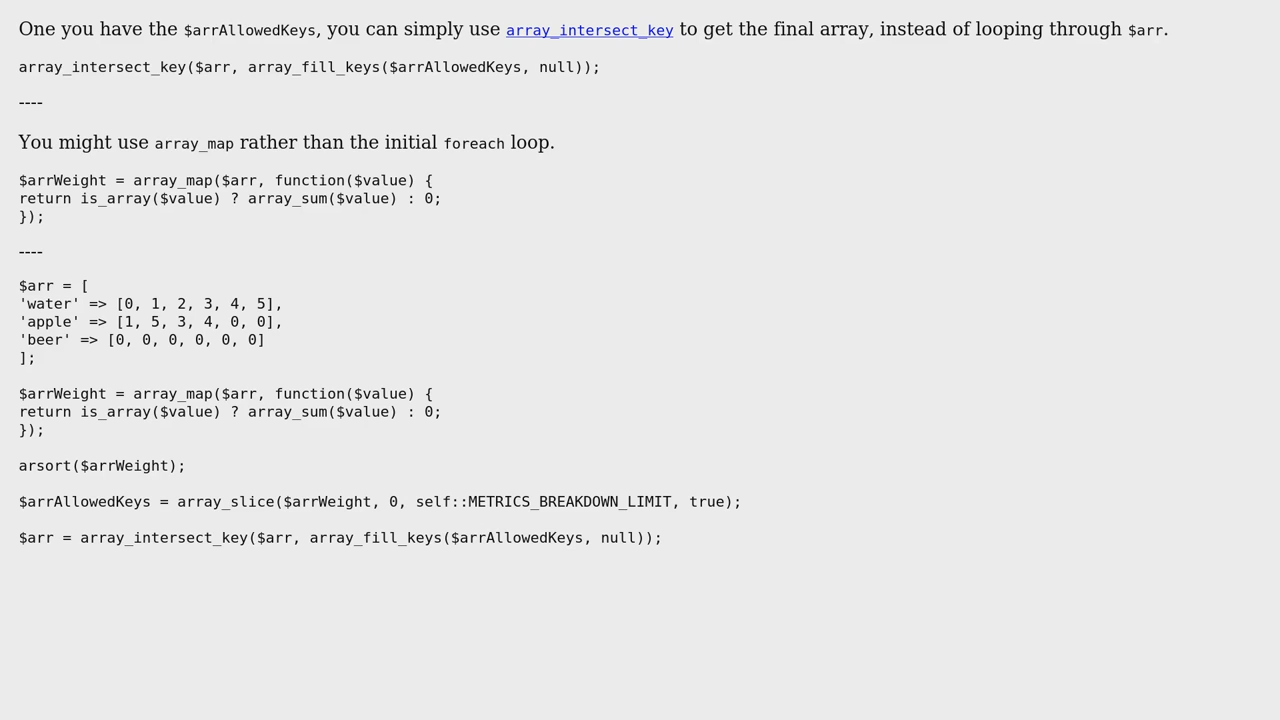 One you have the $arrAllowedKeys, you can simply use array_intersect_key to get the final array, instead of looping through $arr.
array_intersect_key($arr, array_fill_keys($arrAllowedKeys, null));
----
You might use array_map rather than the initial foreach loop.
$arrWeight = array_map($arr, function($value) {
return is_array($value) ? array_sum($value) : 0;
});
----
$arr = [
'water' => [0, 1, 2, 3, 4, 5],
'apple' => [1, 5, 3, 4, 0, 0],
'beer' => [0, 0, 0, 0, 0, 0]
];
$arrWeight = array_map($arr, function($value) {
return is_array($value) ? array_sum($value) : 0;
});
arsort($arrWeight);
$arrAllowedKeys = array_slice($arrWeight, 0, self::METRICS_BREAKDOWN_LIMIT, true);
$arr = array_intersect_key($arr, array_fill_keys($arrAllowedKeys, null));